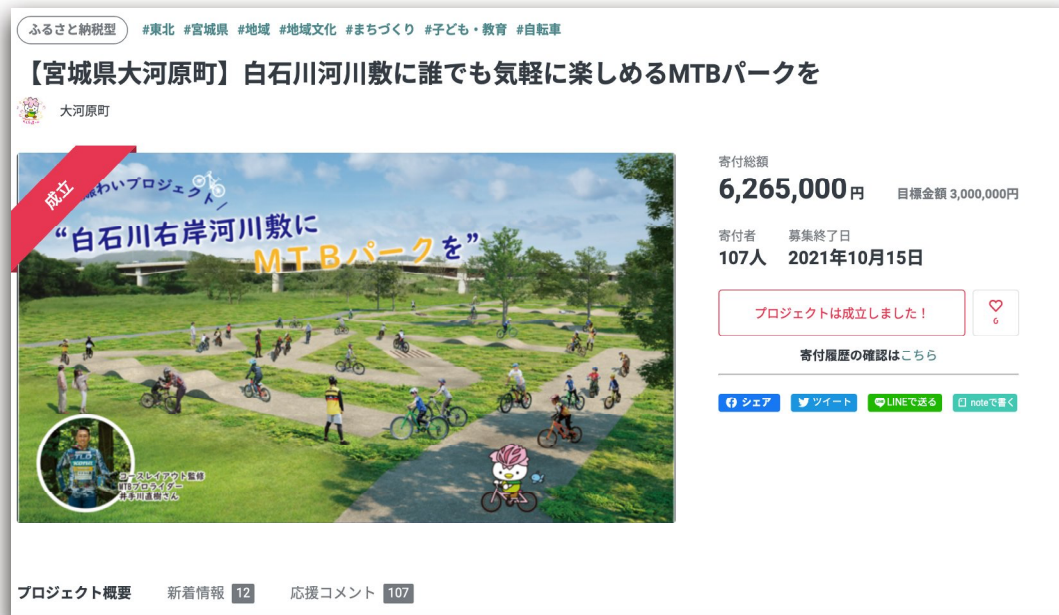 ふるさと納税型 #東北 #宮城県 #地域 #地域文化 #まちづくり #子ども・教育 #自転車
【宮城県大河原町】白石川河川敷に誰でも気軽に楽しめるMTBパークを
大河原町
成立
わいプロジェクト/
“白石川右岸河川敷に
MTBパークを”
コースレイアウト監修
MTBプロライダー
井手川直樹さん
寄付総額
6,265,000円 目標金額 3,000,000円
寄付者 募集終了日
107人 2021年10月15日
プロジェクトは成立しました！
6
寄付履歴の確認はこちら
シェア ツイート LINEで送る noteで書く
プロジェクト概要 新着情報 12 応援コメント 107